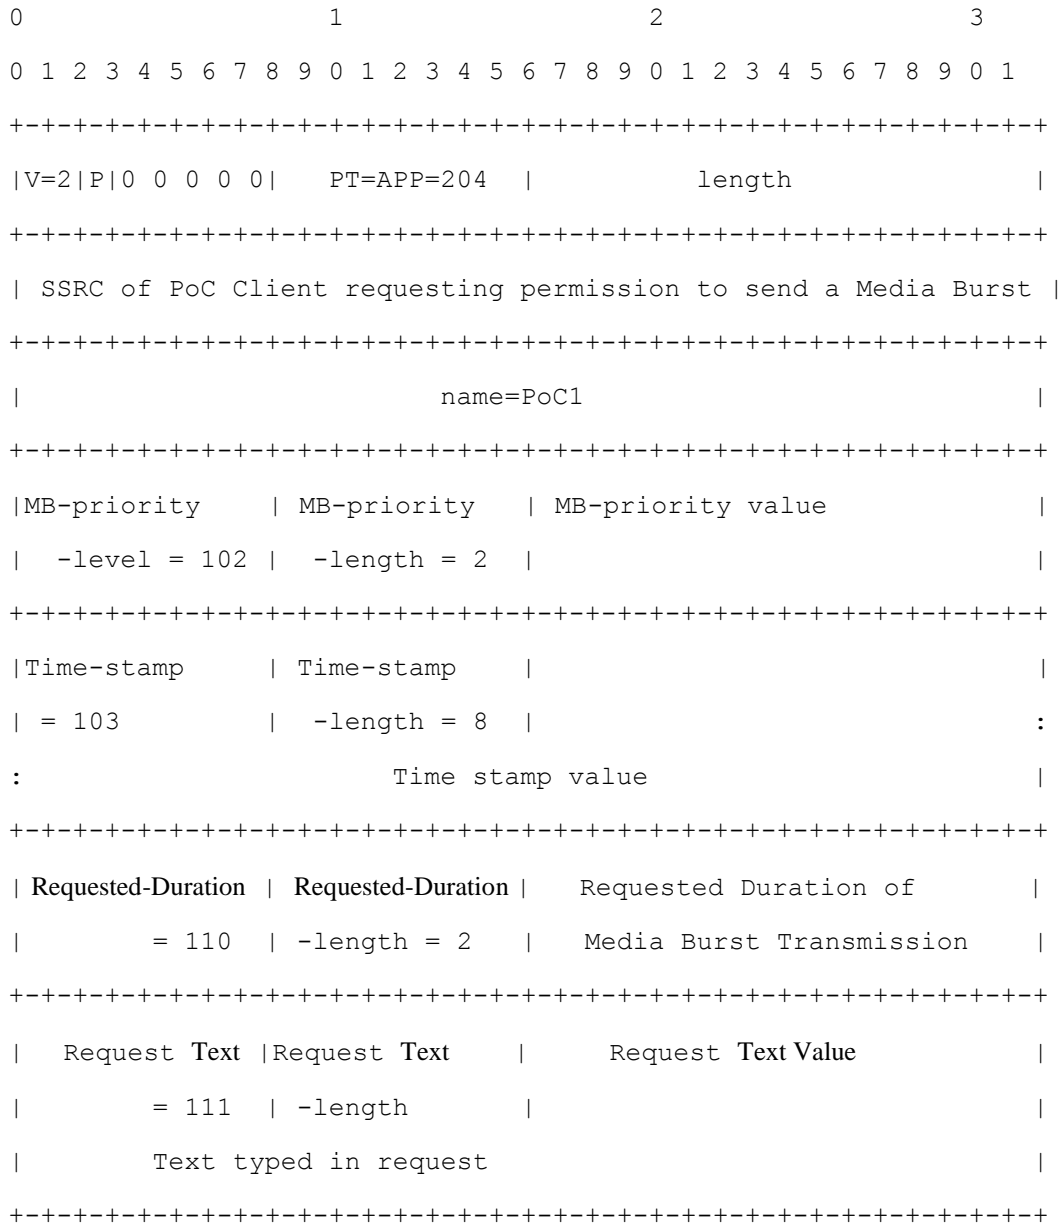 0                   1                   2                   3
0 1 2 3 4 5 6 7 8 9 0 1 2 3 4 5 6 7 8 9 0 1 2 3 4 5 6 7 8 9 0 1
+-+-+-+-+-+-+-+-+-+-+-+-+-+-+-+-+-+-+-+-+-+-+-+-+-+-+-+-+-+-+-+-+
|V=2|P|0 0 0 0 0|   PT=APP=204  |          length               |
+-+-+-+-+-+-+-+-+-+-+-+-+-+-+-+-+-+-+-+-+-+-+-+-+-+-+-+-+-+-+-+-+
| SSRC of PoC Client requesting permission to send a Media Burst |
+-+-+-+-+-+-+-+-+-+-+-+-+-+-+-+-+-+-+-+-+-+-+-+-+-+-+-+-+-+-+-+-+
|                          name=PoC1                            |
+-+-+-+-+-+-+-+-+-+-+-+-+-+-+-+-+-+-+-+-+-+-+-+-+-+-+-+-+-+-+-+-+
|MB-priority    | MB-priority   | MB-priority value             |
|  -level = 102 |  -length = 2  |                               |
+-+-+-+-+-+-+-+-+-+-+-+-+-+-+-+-+-+-+-+-+-+-+-+-+-+-+-+-+-+-+-+-+
|Time-stamp     | Time-stamp    |                               |
| = 103         |  -length = 8  |                               :
:                       Time stamp value                        |
+-+-+-+-+-+-+-+-+-+-+-+-+-+-+-+-+-+-+-+-+-+-+-+-+-+-+-+-+-+-+-+-+
| Requested-Duration | Requested-Duration |   Requested Duration of       |
|        = 110  | -length = 2   |   Media Burst Transmission    |
+-+-+-+-+-+-+-+-+-+-+-+-+-+-+-+-+-+-+-+-+-+-+-+-+-+-+-+-+-+-+-+-+
|  Request Text |Request Text    |     Request Text Value           |
|        = 111  | -length       |                               |
|        Text typed in request                                  |
+-+-+-+-+-+-+-+-+-+-+-+-+-+-+-+-+-+-+-+-+-+-+-+-+-+-+-+-+-+-+-+-+